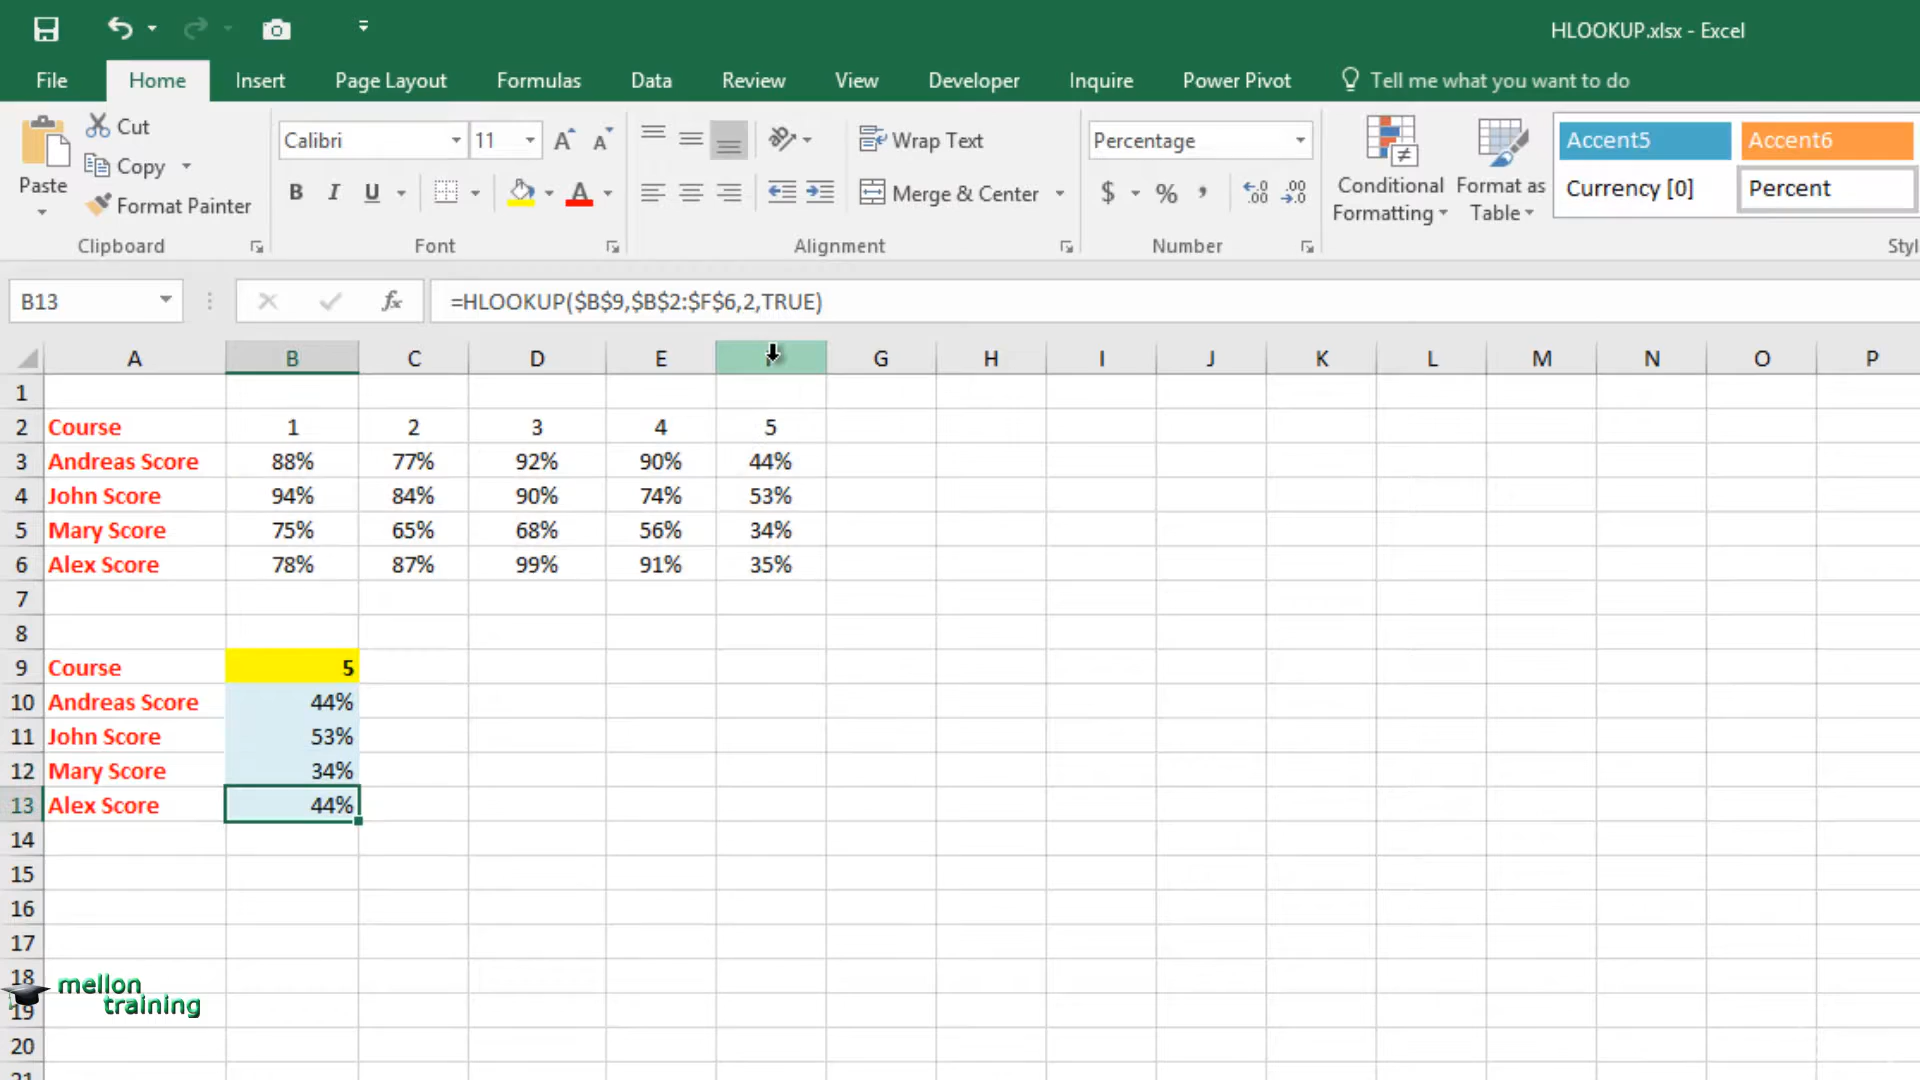 HLOOKUP.xlsx - Excel
File Home Insert Page Layout Formulas Data Review View Developer Inquire Power Pivot Tell me what you want to do
Paste
Cut
Copy
Format Painter
Clipboard
Calibri 11
B I U
Font
Wrap Text
Merge & Center
Alignment
Percentage
$ % ,
Number
Conditional Formatting
Format as Table
Accent5 Accent6
Currency [0] Percent
Styl
B13 fx =HLOOKUP($B$9,$B$2:$F$6,2,TRUE)
A B C D E G H I J K L M N O P
1
2 Course 1 2 3 4 5
3 Andreas Score 88% 77% 92% 90% 44%
4 John Score 94% 84% 90% 74% 53%
5 Mary Score 75% 65% 68% 56% 34%
6 Alex Score 78% 87% 99% 91% 35%
7
8
9 Course 5
10 Andreas Score 44%
11 John Score 53%
12 Mary Score 34%
13 Alex Score 44%
14
15
16
17
18
19
20
mellon
training